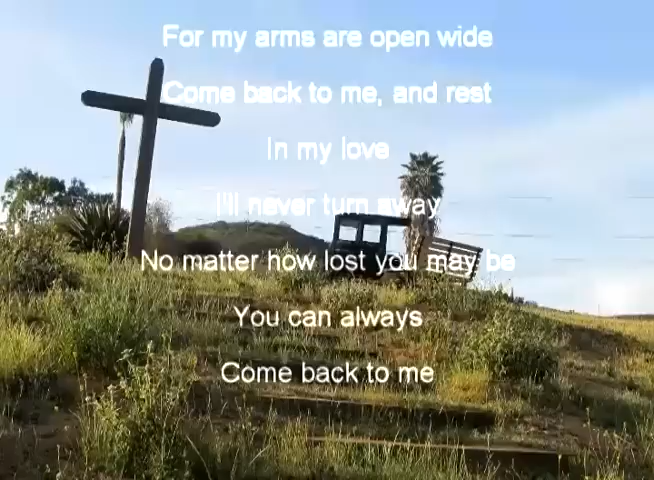 For my arms are open wide
Come back to me, and rest
In my love
I'll never turn away
No matter how lost you may be
You can always
Come back to me